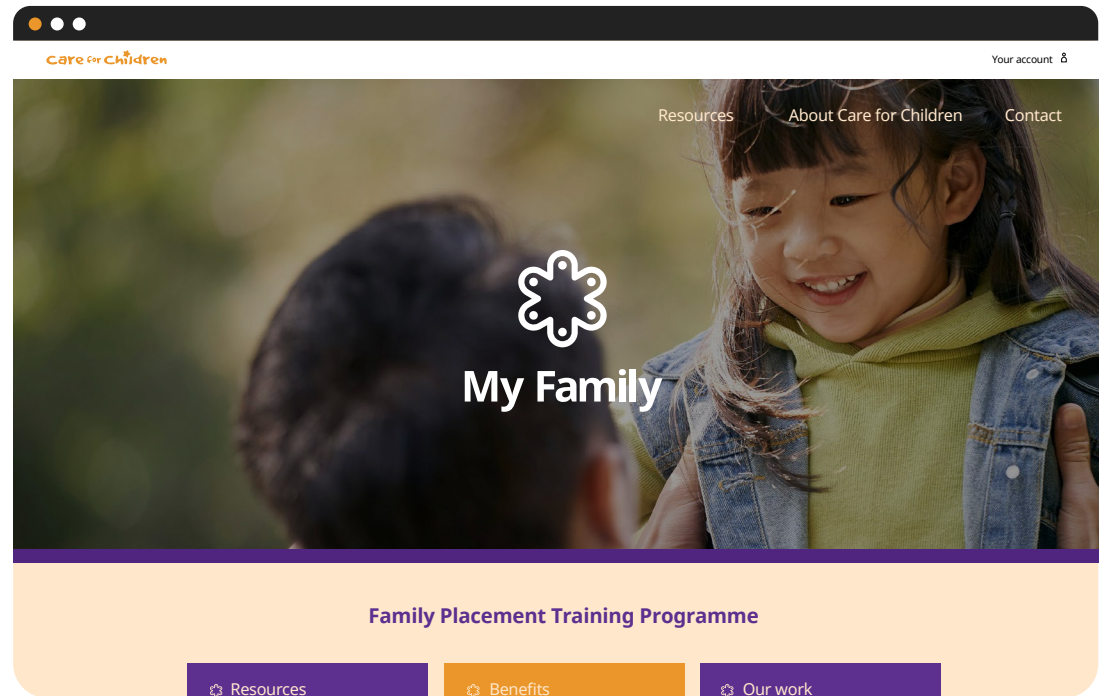 Care for Children
Your account
Resources About Care for Children Contact
My Family
Family Placement Training Programme
Resources Benefits Our work